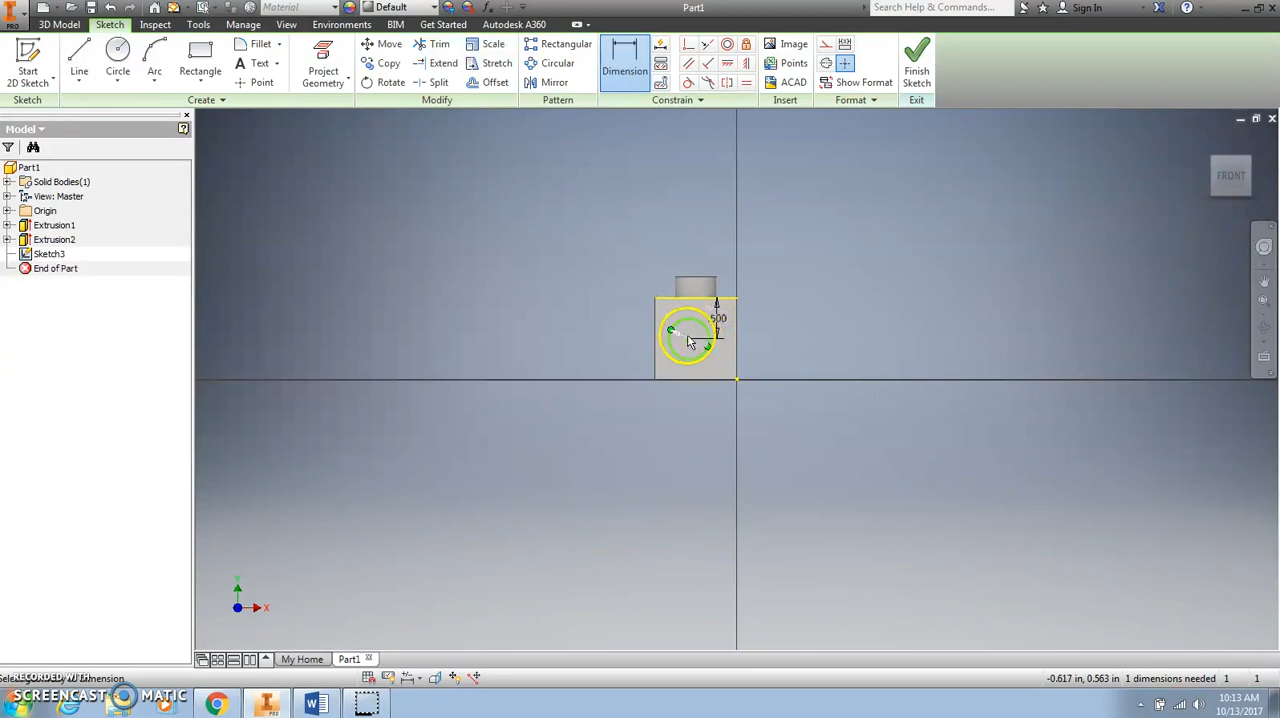 PRO
Material
Default
Part1
Search Help & Commands...
Sign In
3D Model
Sketch
Inspect
Tools
Manage
View
Environments
BIM
Get Started
Autodesk A360
Start
2D Sketch
Line
Circle
Arc
Rectangle
Fillet
Text
Point
Project
Geometry
Move
Copy
Rotate
Trim
Extend
Split
Scale
Stretch
Offset
Rectangular
Circular
Mirror
Dimension
Image
Points
ACAD
Show Format
Finish
Sketch
Sketch
Create
Modify
Pattern
Constrain
Insert
Format
Exit
Model
Part1
Solid Bodies(1)
View: Master
Origin
Extrusion1
Extrusion2
Sketch3
End of Part
FRONT
.500
Y
X
My Home
Part1
RECORDED WITH
SCREENCAST MATIC
-0.617 in, 0.563 in
1 dimensions needed
1
1
10:13 AM
10/13/2017